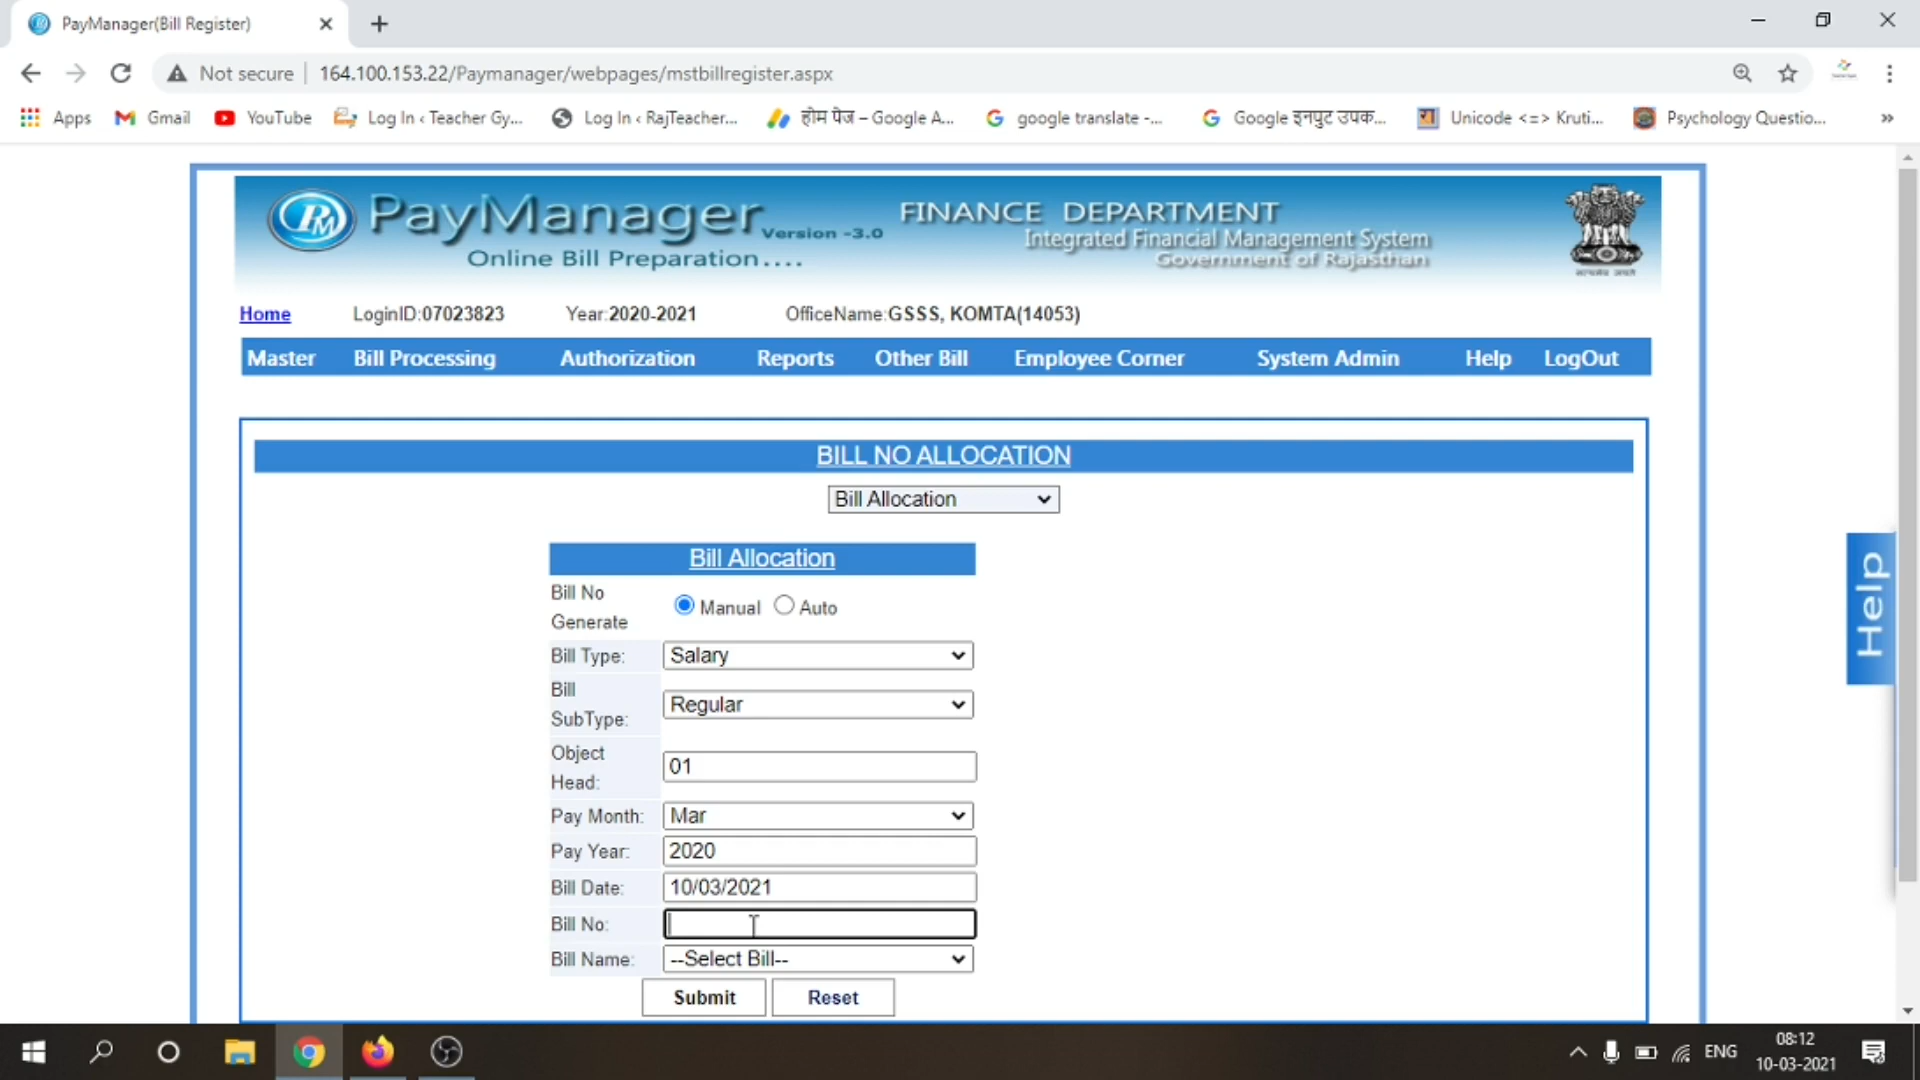 PayManager(Bill Register)
Not secure
164.100.153.22/Paymanager/webpages/mstbillregister.aspx
Apps
Gmail
YouTube
Log In ‹ Teacher Gy...
Log In ‹ RajTeacher...
होम पेज – Google A...
google translate -...
Google इनपुट उपक...
Unicode <=> Kruti...
Psychology Questio...
»
PM
PayManager Version -3.0
Online Bill Preparation....
FINANCE DEPARTMENT
Integrated Financial Management System
Government of Rajasthan
Home
LoginID:07023823
Year:2020-2021
OfficeName:GSSS, KOMTA(14053)
Master
Bill Processing
Authorization
Reports
Other Bill
Employee Corner
System Admin
Help
LogOut
BILL NO ALLOCATION
Bill Allocation
Bill Allocation
Bill No Generate
Manual
Auto
Bill Type:
Salary
Bill SubType:
Regular
Object Head:
01
Pay Month:
Mar
Pay Year:
2020
Bill Date:
10/03/2021
Bill No:
Bill Name:
--Select Bill--
Submit
Reset
Help
ENG
08:12
10-03-2021